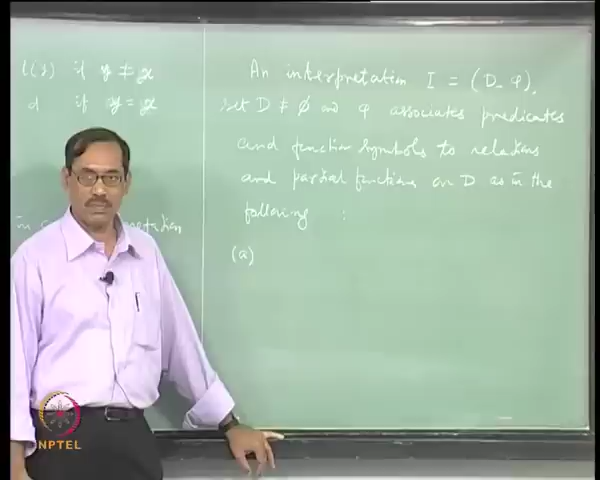 l(y) if y ≠ x
d if y = x
in a
An interpretation I = (D, φ),
set D ≠ ∅ and φ associates predicates
and function symbols to relations
and partial functions on D as in the
following :
(a)
NPTEL